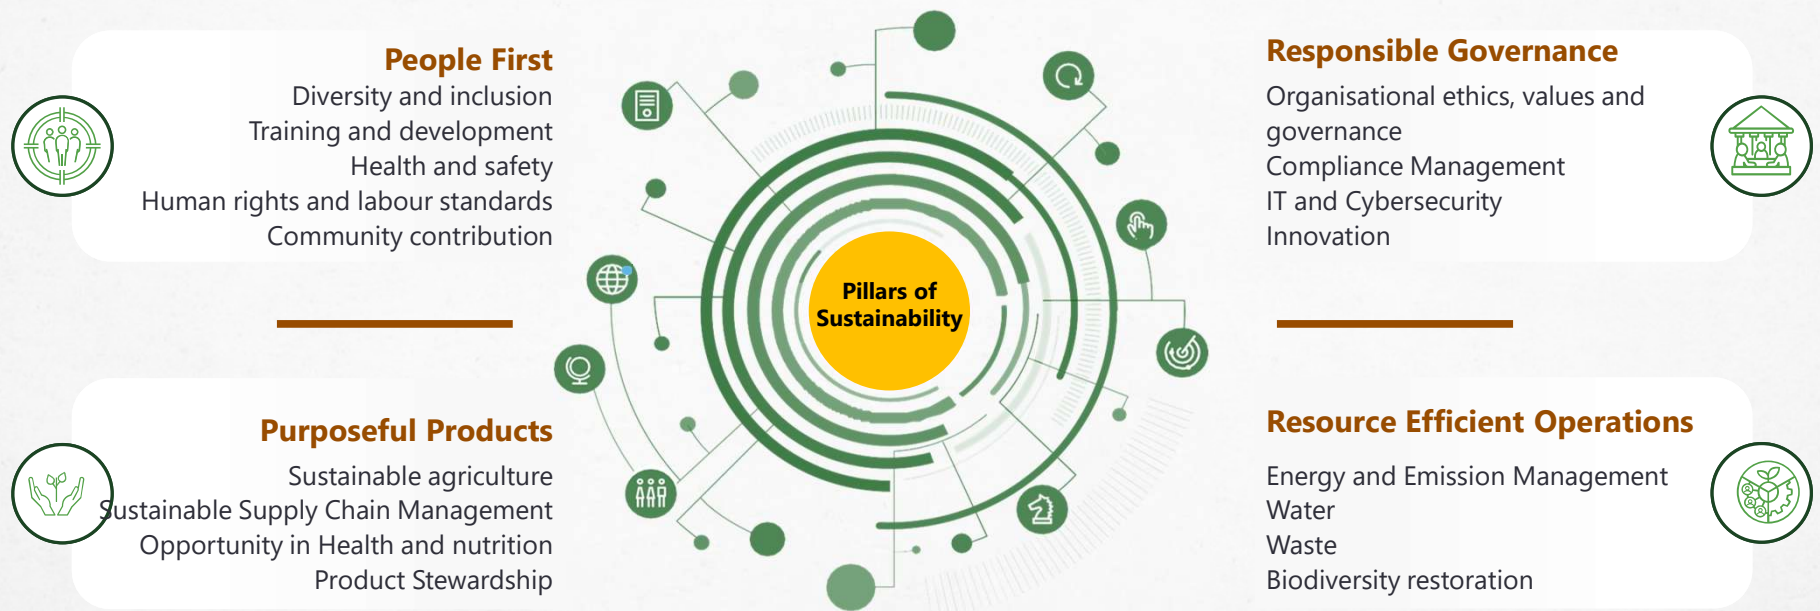 People First
Diversity and inclusion
Training and development
Health and safety
Human rights and labour standards
Community contribution
Purposeful Products
Sustainable agriculture
Sustainable Supply Chain Management
Opportunity in Health and nutrition
Product Stewardship
Pillars of
Sustainability
Responsible Governance
Organisational ethics, values and
governance
Compliance Management
IT and Cybersecurity
Innovation
Resource Efficient Operations
Energy and Emission Management
Water
Waste
Biodiversity restoration